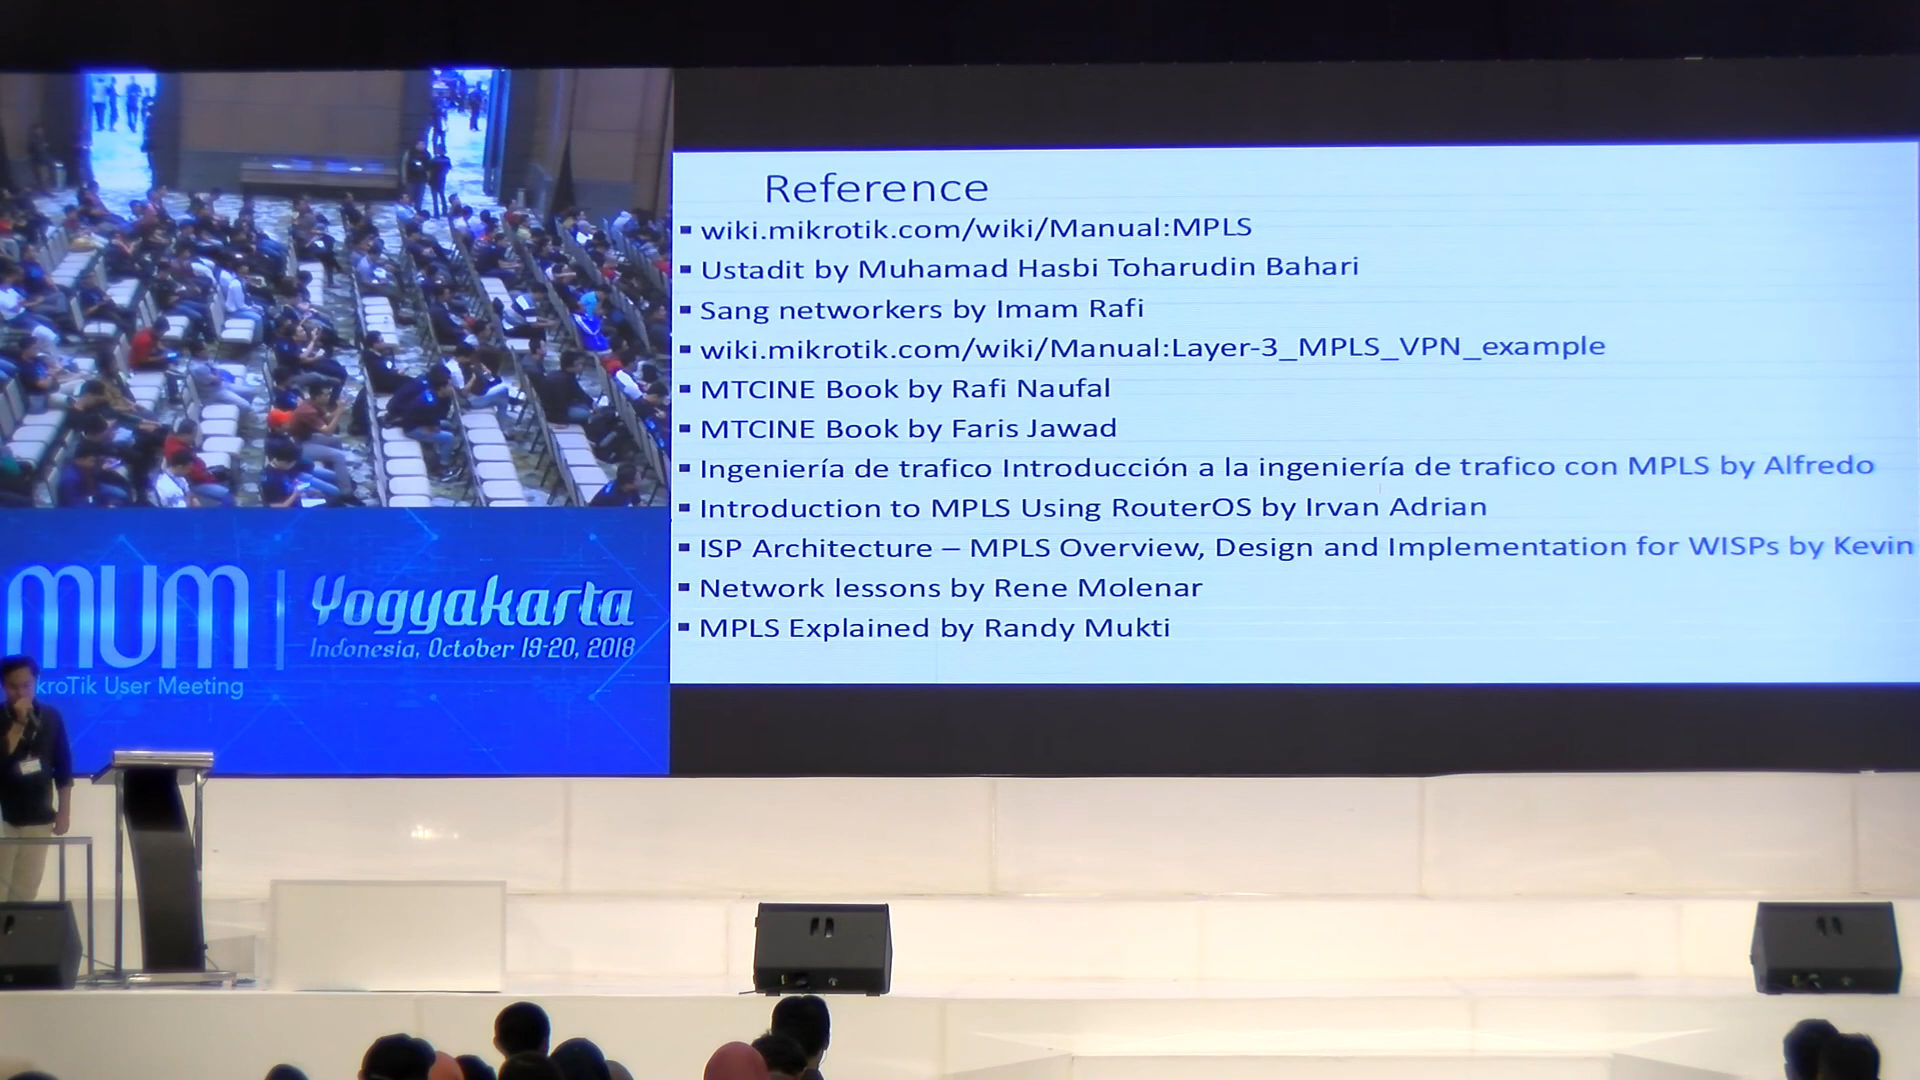 Reference
▪ wiki.mikrotik.com/wiki/Manual:MPLS
▪ Ustadit by Muhamad Hasbi Toharudin Bahari
▪ Sang networkers by Imam Rafi
▪ wiki.mikrotik.com/wiki/Manual:Layer-3_MPLS_VPN_example
▪ MTCINE Book by Rafi Naufal
▪ MTCINE Book by Faris Jawad
▪ Ingeniería de trafico Introducción a la ingeniería de trafico con MPLS by Alfredo
▪ Introduction to MPLS Using RouterOS by Irvan Adrian
▪ ISP Architecture – MPLS Overview, Design and Implementation for WISPs by Kevin
▪ Network lessons by Rene Molenar
▪ MPLS Explained by Randy Mukti
mum
kroTik User Meeting
Yogyakarta
Indonesia, October 19-20, 2018